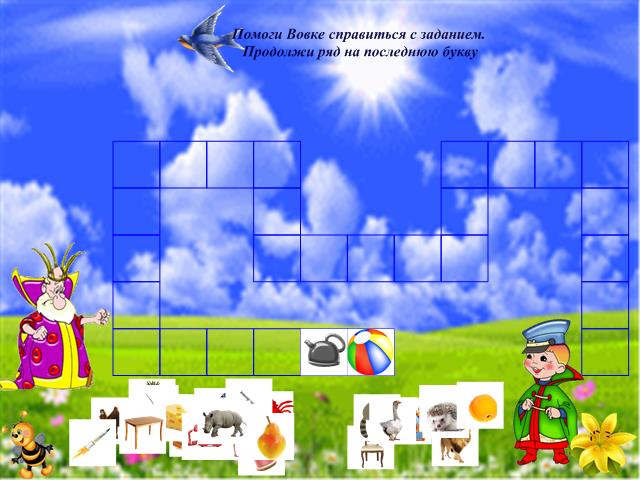 Помоги Вовке справиться с заданием.
Продолжи ряд на последнюю букву